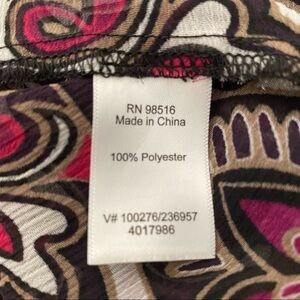 RN 98516
Made in China
100% Polyester
V# 100276/236957
4017986